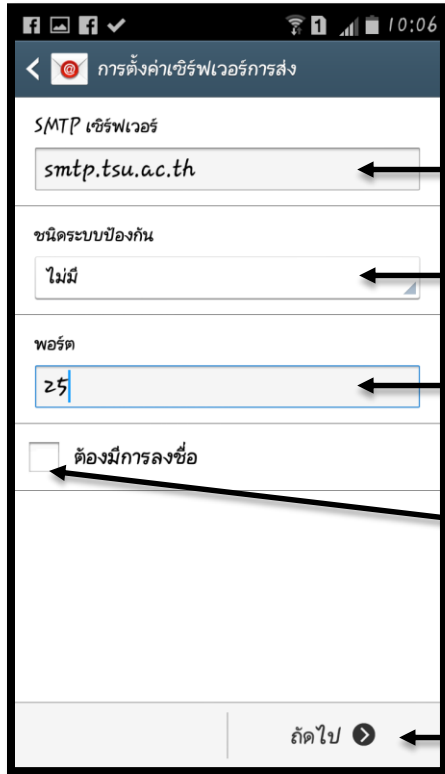 10:06
การตั้งค่าเซิร์ฟเวอร์การส่ง
SMTP เซิร์ฟเวอร์
smtp.tsu.ac.th
ชนิดระบบป้องกัน
ไม่มี
พอร์ต
25
ต้องมีการลงชื่อ
ถัดไป